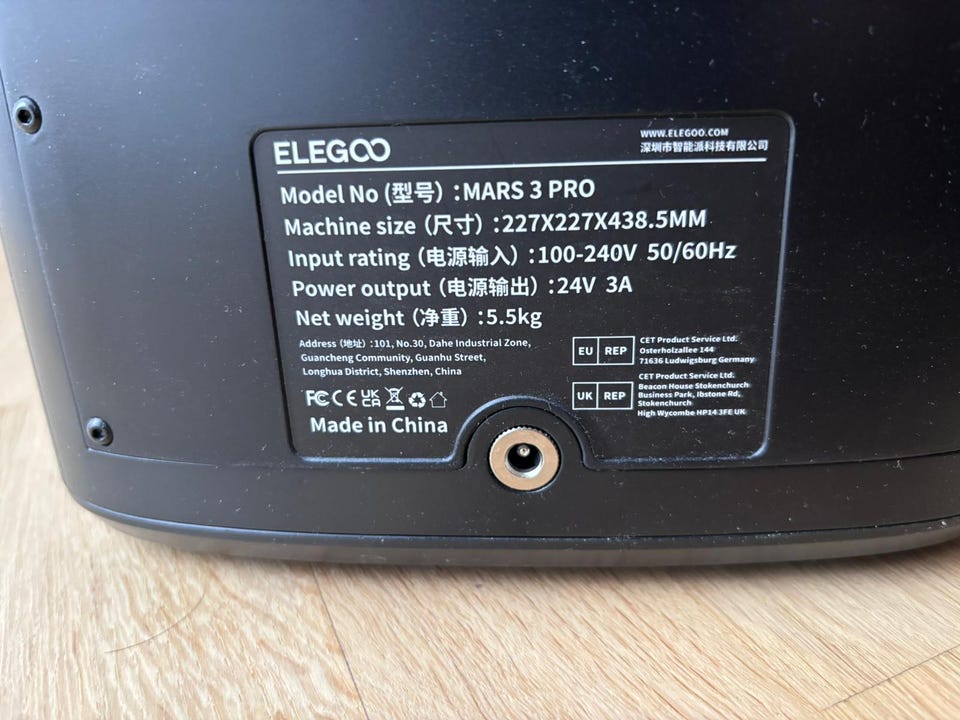 ELEGOO
WWW.ELEGOO.COM
深圳市智能派科技有限公司
Model No (型号) :MARS 3 PRO
Machine size (尺寸) :227X227X438.5MM
Input rating (电源输入) :100-240V 50/60Hz
Power output (电源输出) :24V 3A
Net weight (净重) :5.5kg
Address (地址) :101, No.30, Dahe Industrial Zone,
Guancheng Community, Guanhu Street,
Longhua District, Shenzhen, China
EU REP
CET Product Service Ltd.
Osterholzallee 144
71636 Ludwigsburg Germany
UK REP
CET Product Service Ltd.
Beacon House Stokenchurch
Business Park, Ibstone Rd,
Stokenchurch
High Wycombe HP14 3FE UK
FC CE UK CA
Made in China